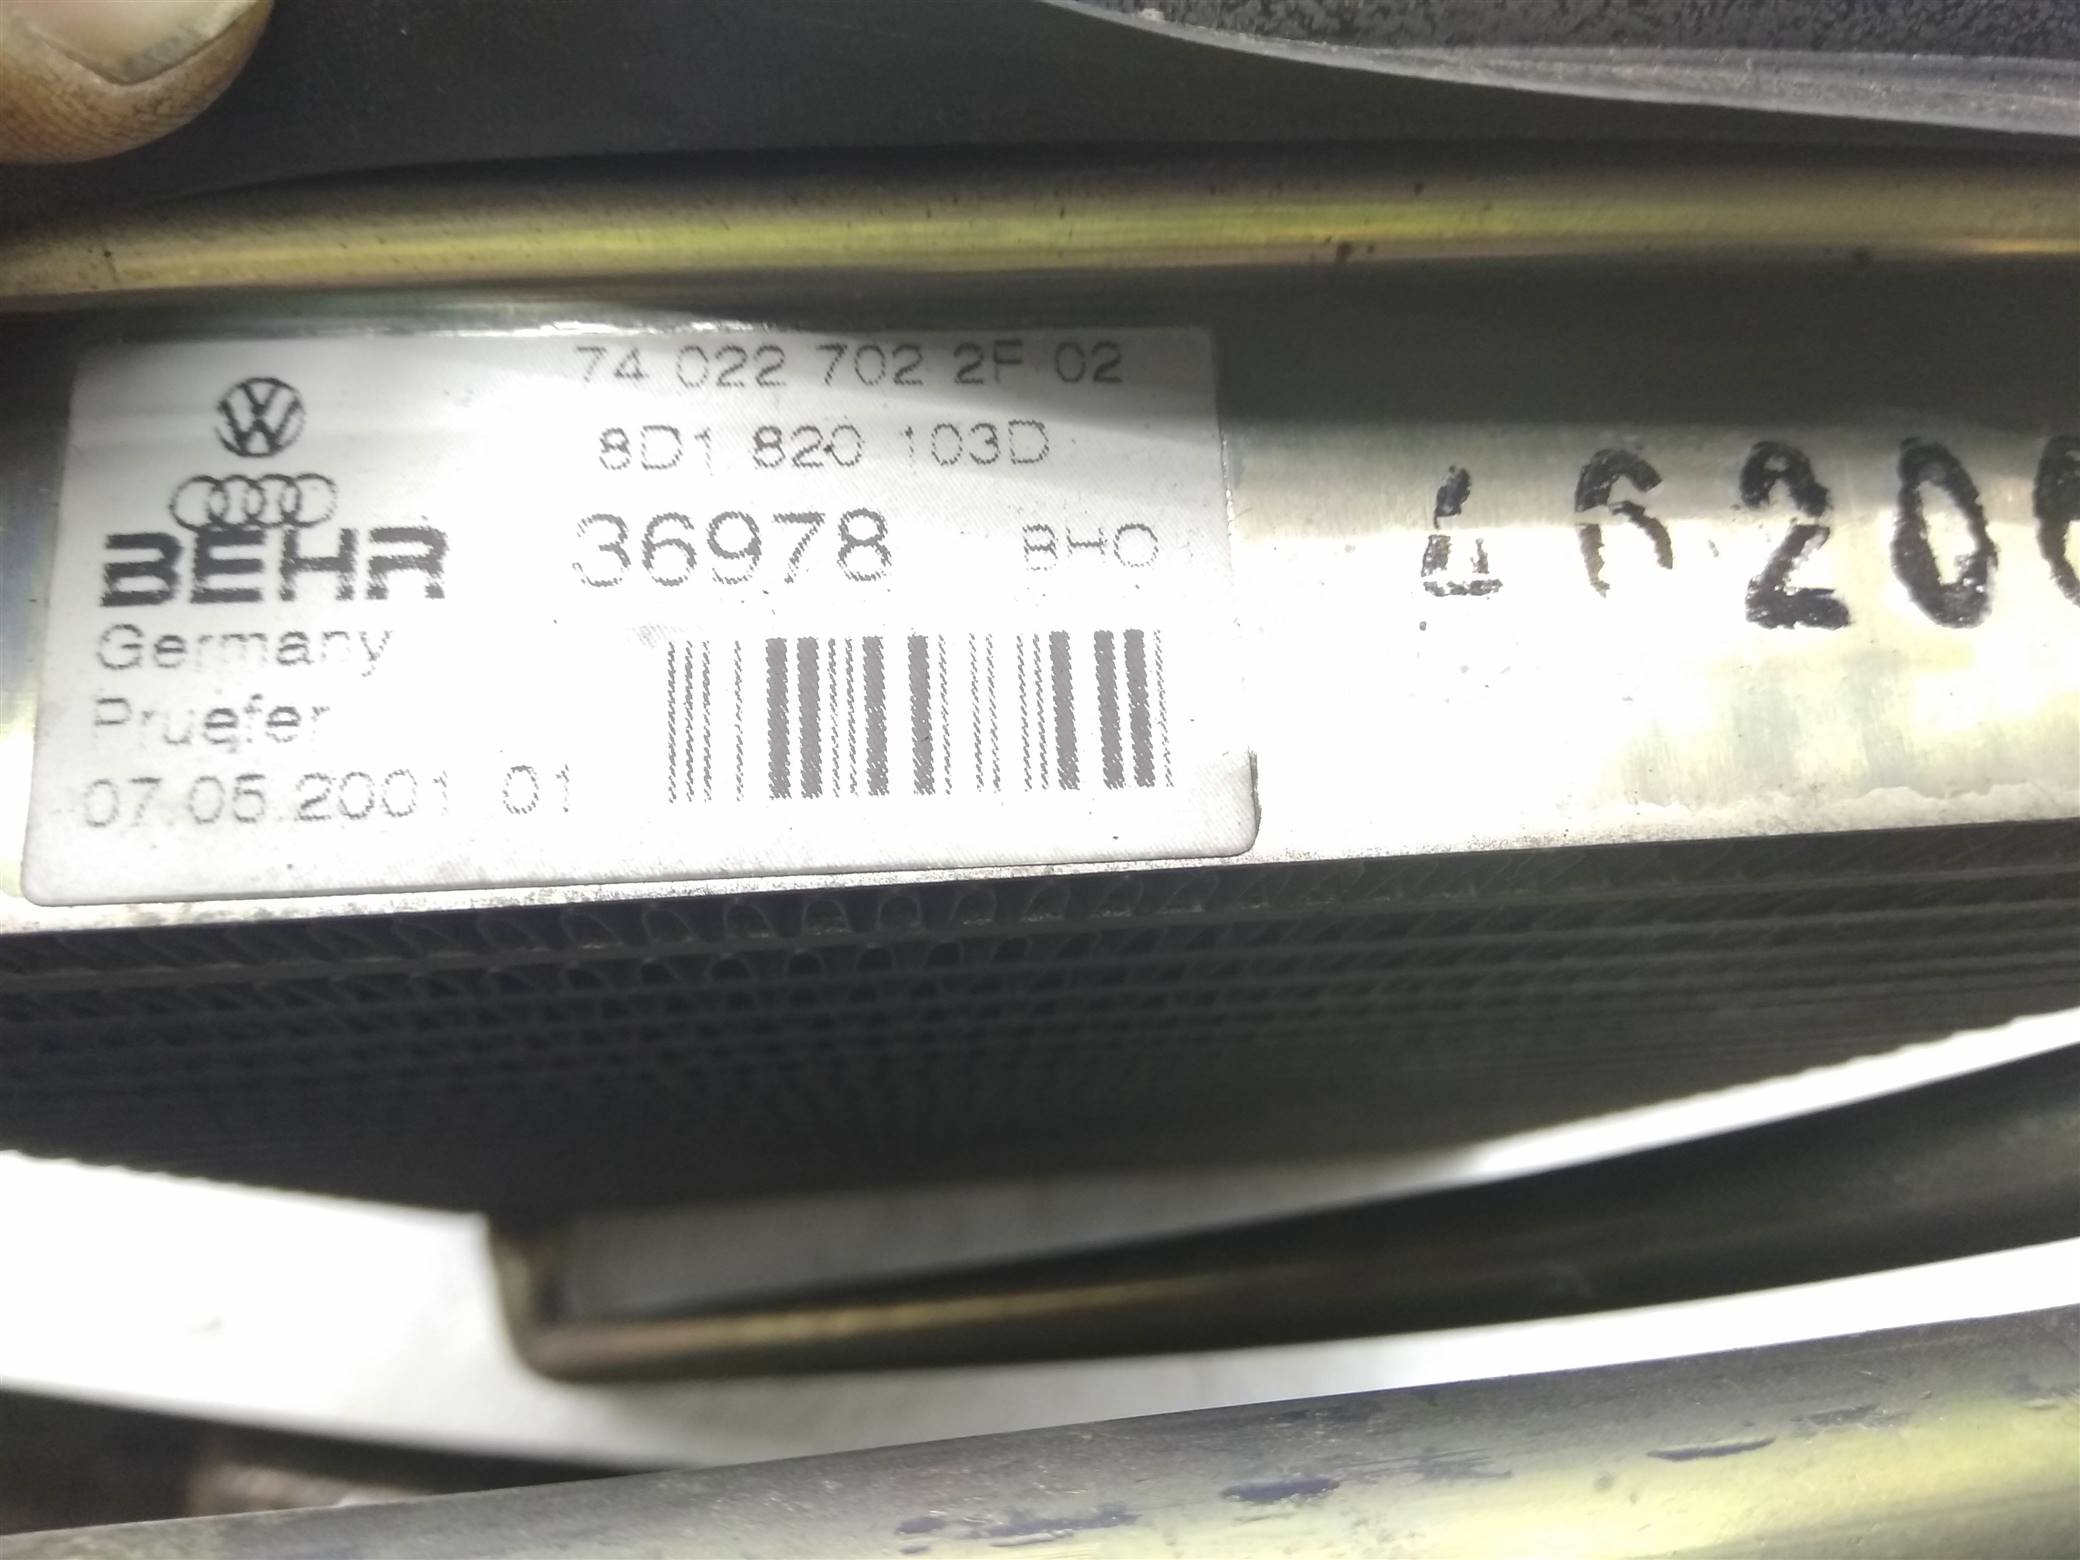 74 022 702 2F 02
8D1 820 103D
BEHR 36978 BHO
Germany
Pruefer
07.05.2001 01